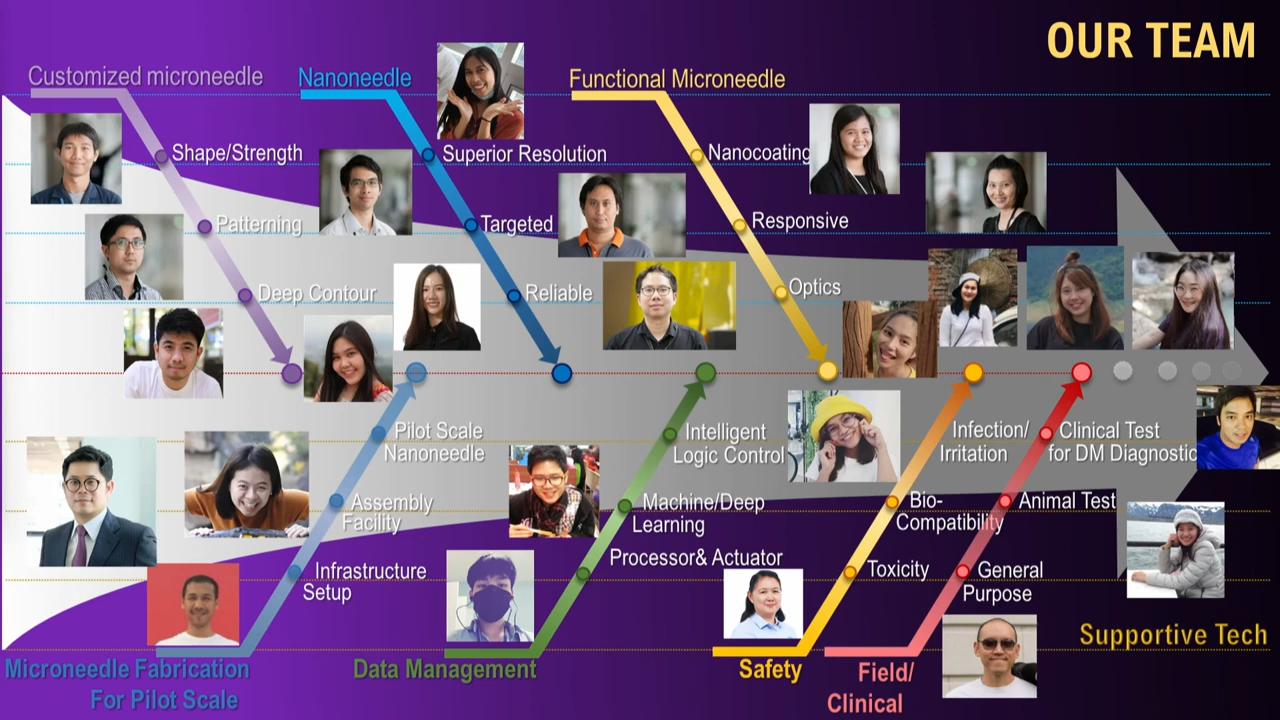 OUR TEAM
Customized microneedle
Nanoneedle
Functional Microneedle
Shape/Strength
Superior Resolution
Nanocoating
Patterning
Targeted
Responsive
Deep Contour
Reliable
Optics
Pilot Scale
Nanoneedle
Intelligent
Logic Control
Infection/
Irritation
Clinical Test
for DM Diagnostic
Assembly
Facility
Machine/Deep
Learning
Bio-
Compatibility
Animal Test
Infrastructure
Setup
Processor& Actuator
Toxicity
General
Purpose
Supportive Tech
Microneedle Fabrication
For Pilot Scale
Data Management
Safety
Field/
Clinical